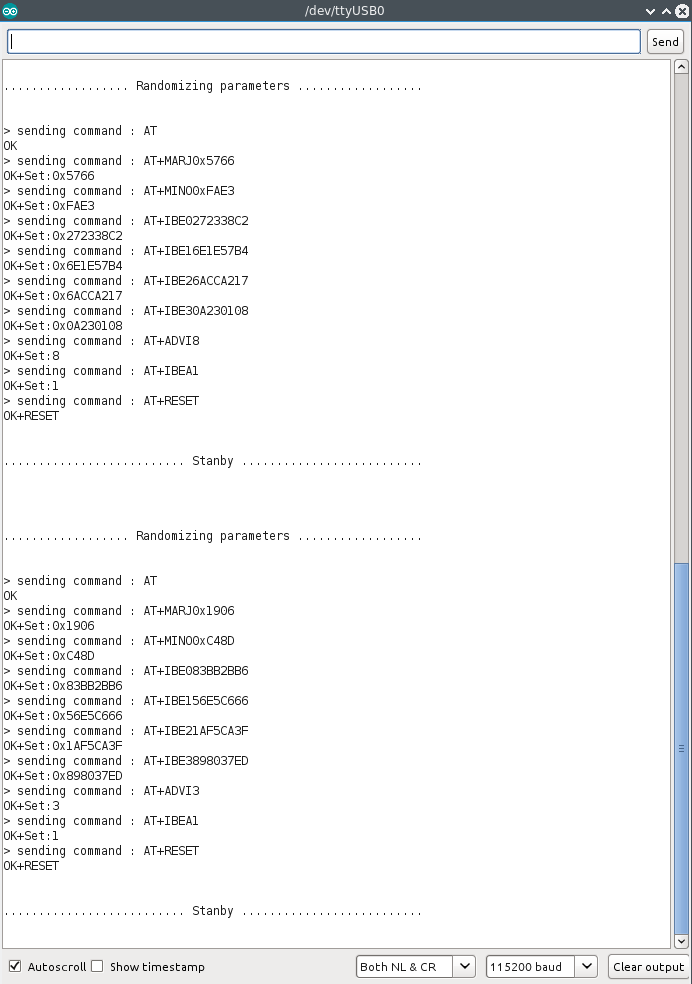 /dev/ttyUSB0
Send
.................. Randomizing parameters ..................
> sending command : AT
OK
> sending command : AT+MARJ0x5766
OK+Set:0x5766
> sending command : AT+MINO0xFAE3
OK+Set:0xFAE3
> sending command : AT+IBE0272338C2
OK+Set:0x272338C2
> sending command : AT+IBE16E1E57B4
OK+Set:0x6E1E57B4
> sending command : AT+IBE26ACCA217
OK+Set:0x6ACCA217
> sending command : AT+IBE30A230108
OK+Set:0x0A230108
> sending command : AT+ADVI8
OK+Set:8
> sending command : AT+IBEA1
OK+Set:1
> sending command : AT+RESET
OK+RESET
.......................... Stanby ..........................
.................. Randomizing parameters ..................
> sending command : AT
OK
> sending command : AT+MARJ0x1906
OK+Set:0x1906
> sending command : AT+MINO0xC48D
OK+Set:0xC48D
> sending command : AT+IBE083BB2BB6
OK+Set:0x83BB2BB6
> sending command : AT+IBE156E5C666
OK+Set:0x56E5C666
> sending command : AT+IBE21AF5CA3F
OK+Set:0x1AF5CA3F
> sending command : AT+IBE3898037ED
OK+Set:0x898037ED
> sending command : AT+ADVI3
OK+Set:3
> sending command : AT+IBEA1
OK+Set:1
> sending command : AT+RESET
OK+RESET
.......................... Stanby ..........................
Autoscroll Show timestamp Both NL & CR 115200 baud Clear output